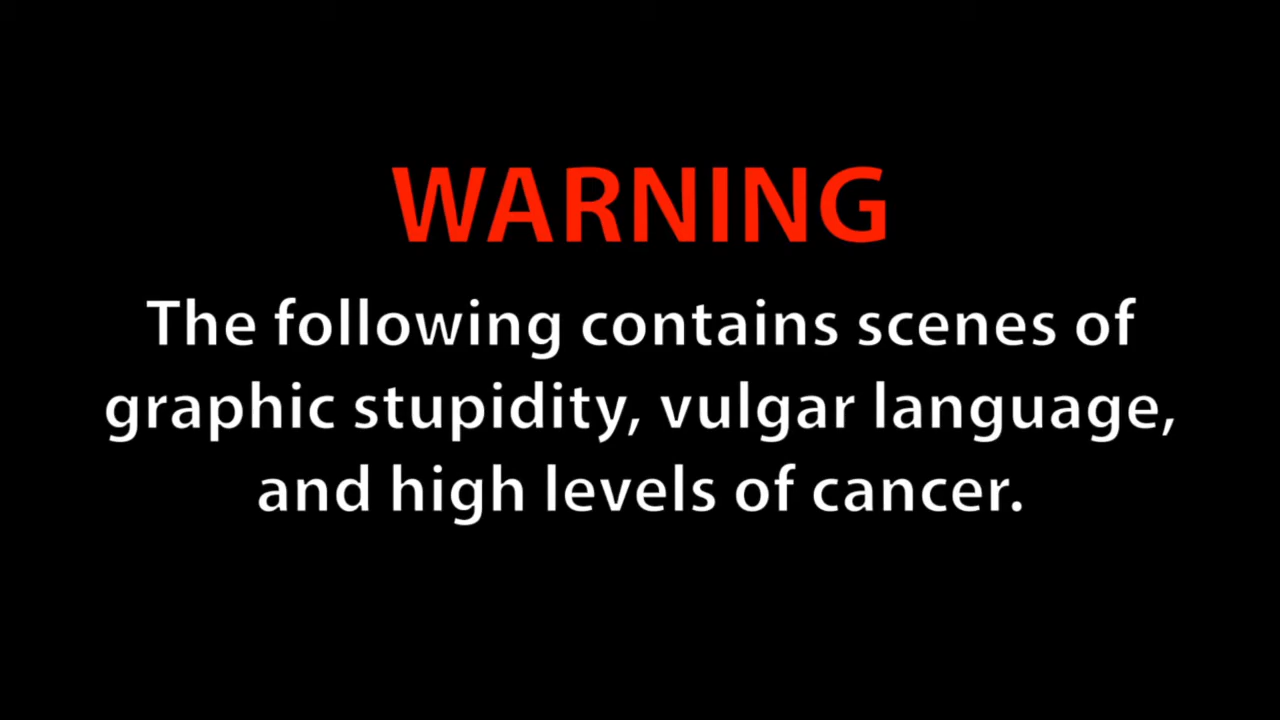 WARNING
The following contains scenes of
graphic stupidity, vulgar language,
and high levels of cancer.